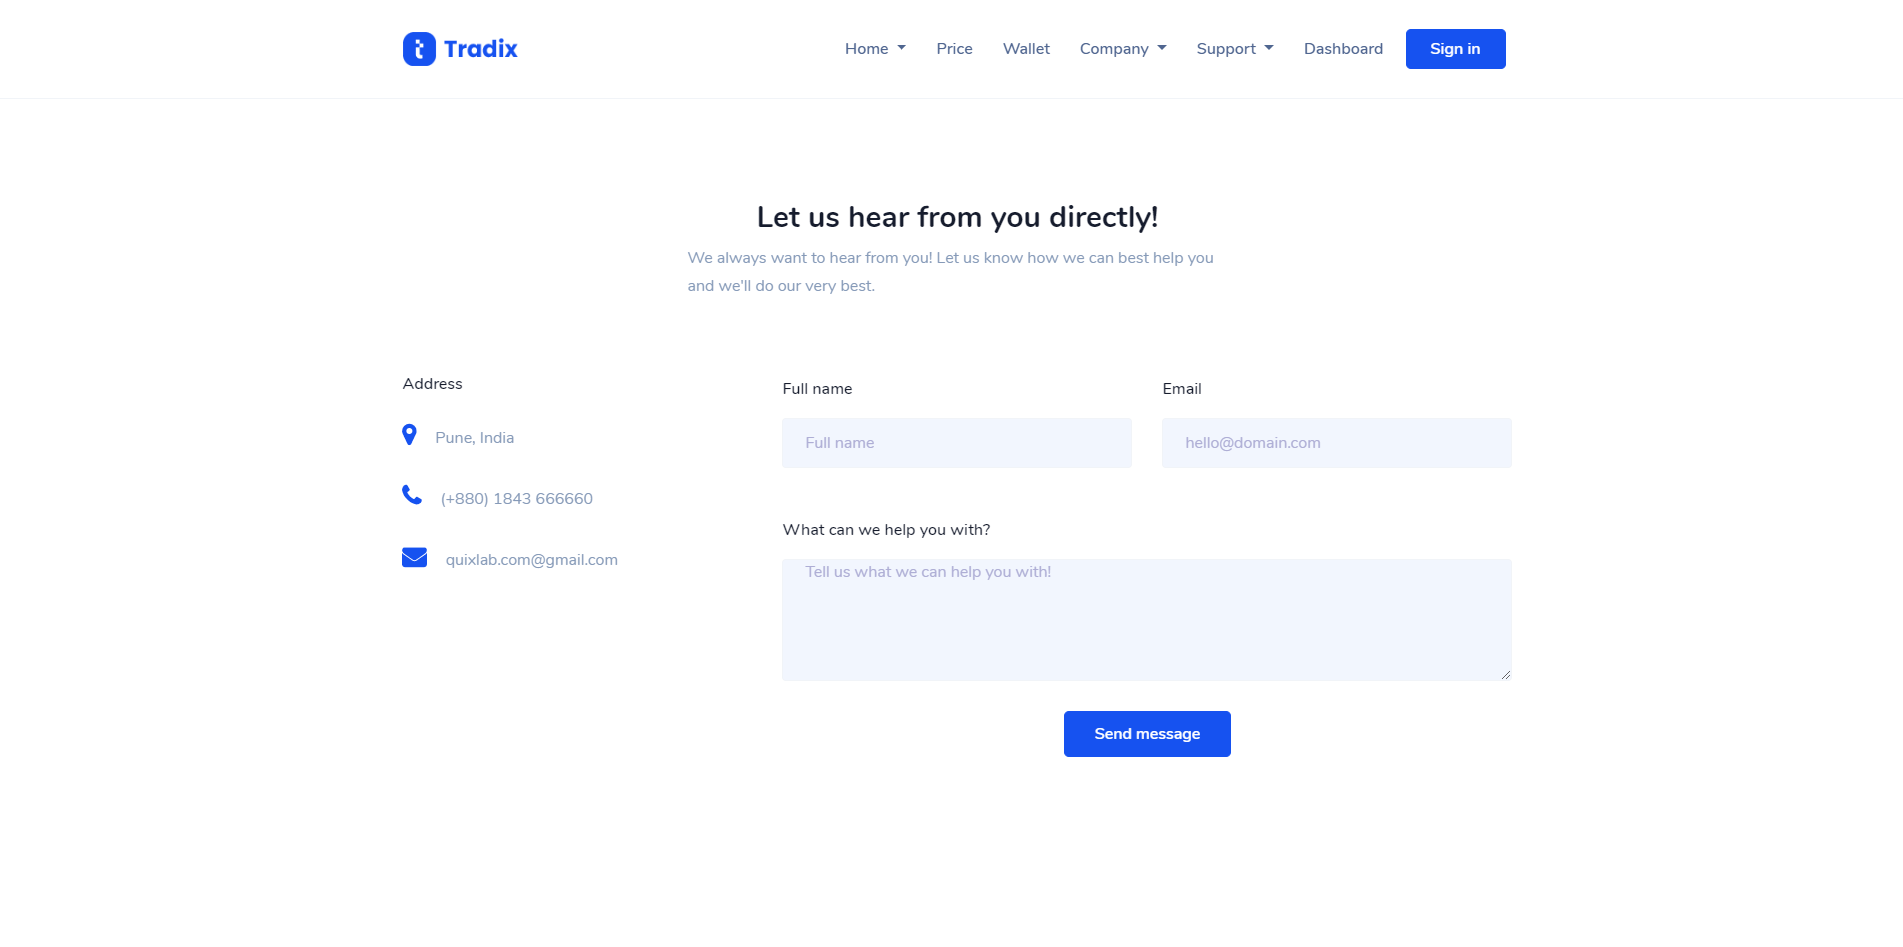 Tradix
Home Price Wallet Company Support Dashboard Sign in
Let us hear from you directly!
We always want to hear from you! Let us know how we can best help you
and we'll do our very best.
Address
Pune, India
(+880) 1843 666660
quixlab.com@gmail.com
Full name Email
Full name hello@domain.com
What can we help you with?
Tell us what we can help you with!
Send message